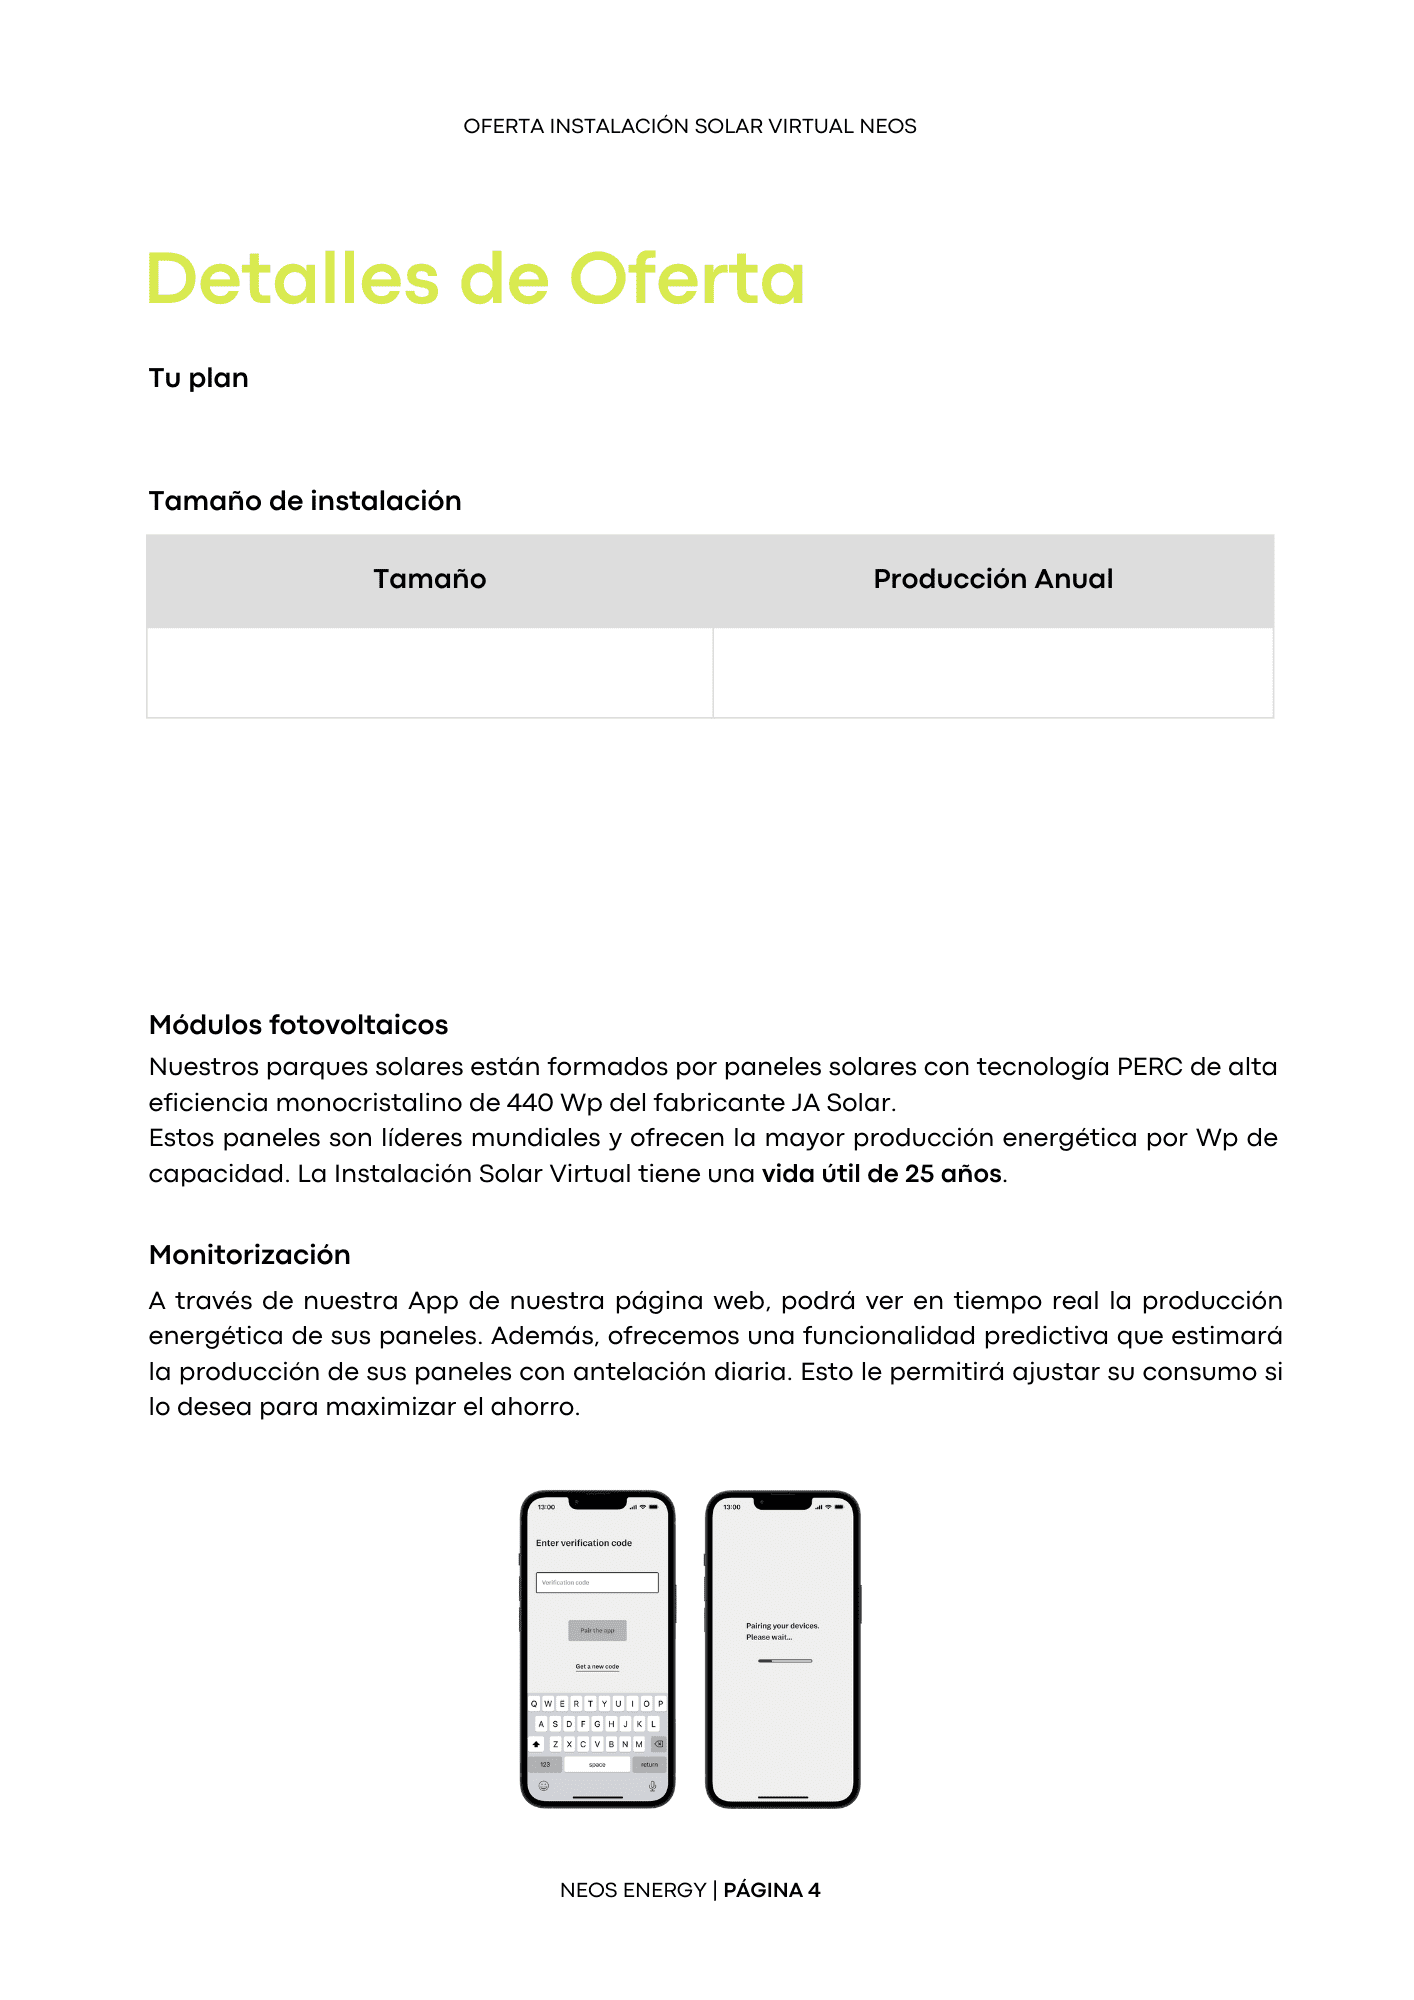 OFERTA INSTALACIÓN SOLAR VIRTUAL NEOS
Detalles de Oferta
Tu plan
Tamaño de instalación
Tamaño
Producción Anual
Módulos fotovoltaicos
Nuestros parques solares están formados por paneles solares con tecnología PERC de alta
eficiencia monocristalino de 440 Wp del fabricante JA Solar.
Estos paneles son líderes mundiales y ofrecen la mayor producción energética por Wp de
capacidad. La Instalación Solar Virtual tiene una vida útil de 25 años.
Monitorización
A través de nuestra App de nuestra página web, podrá ver en tiempo real la producción
energética de sus paneles. Además, ofrecemos una funcionalidad predictiva que estimará
la producción de sus paneles con antelación diaria. Esto le permitirá ajustar su consumo si
lo desea para maximizar el ahorro.
13:00
Enter verification code
Verification code
Pair the app
Get a new code
Q W E R T Y U I O P
A S D F G H J K L
Z X C V B N M
123 space return
13:00
Pairing your devices.
Please wait...
NEOS ENERGY | PÁGINA 4